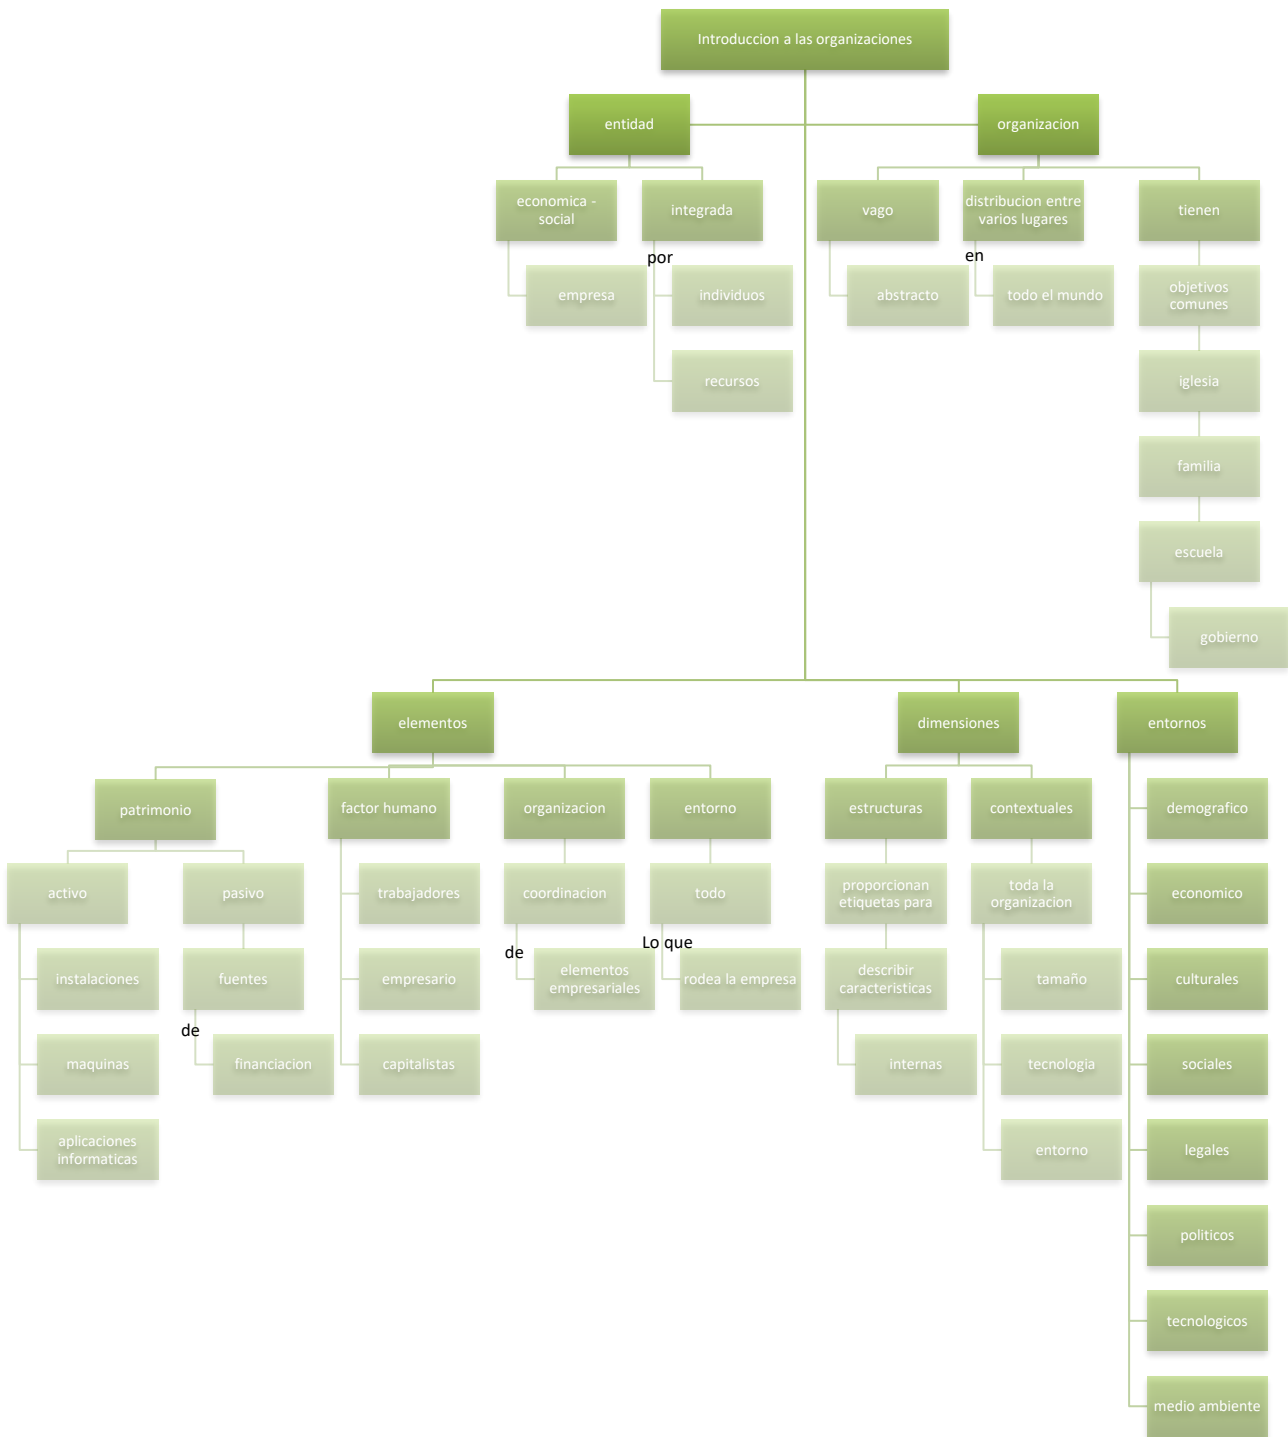 Introduccion a las organizaciones
entidad
organizacion
economica -
social
integrada
vago
distribucion entre
varios lugares
tienen
por
en
empresa
individuos
abstracto
todo el mundo
objetivos
comunes
recursos
iglesia
familia
escuela
gobierno
elementos
dimensiones
entornos
patrimonio
factor humano
organizacion
entorno
estructuras
contextuales
demografico
activo
pasivo
trabajadores
coordinacion
todo
proporcionan
etiquetas para
toda la
organizacion
economico
de
Lo que
instalaciones
fuentes
empresario
elementos
empresariales
rodea la empresa
describir
caracteristicas
tamaño
culturales
de
maquinas
financiacion
capitalistas
internas
tecnologia
sociales
aplicaciones
informaticas
entorno
legales
politicos
tecnologicos
medio ambiente